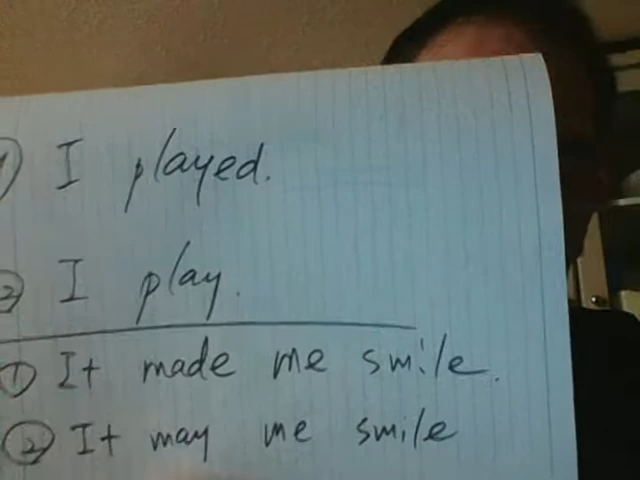 ① I played.
② I play.
① It made me smile.
② It may me smile